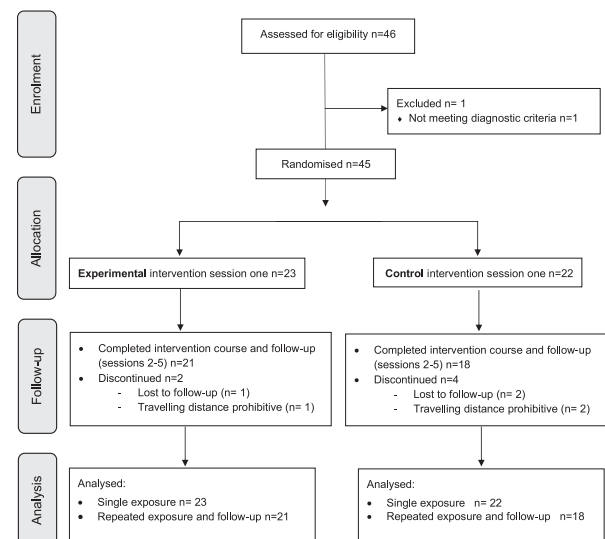 Enrolment
Assessed for eligibility n=46
Excluded n= 1
♦ Not meeting diagnostic criteria n=1
Randomised n=45
Allocation
Experimental intervention session one n=23
Control intervention session one n=22
Follow-up
• Completed intervention course and follow-up
(sessions 2-5) n=21
• Discontinued n=2
- Lost to follow-up (n= 1)
- Travelling distance prohibitive (n= 1)
• Completed intervention course and follow-up
(sessions 2-5) n=18
• Discontinued n=4
- Lost to follow-up (n= 2)
- Travelling distance prohibitive (n= 2)
Analysis
Analysed:
• Single exposure n= 23
• Repeated exposure and follow-up n=21
Analysed:
• Single exposure n= 22
• Repeated exposure and follow-up n=18